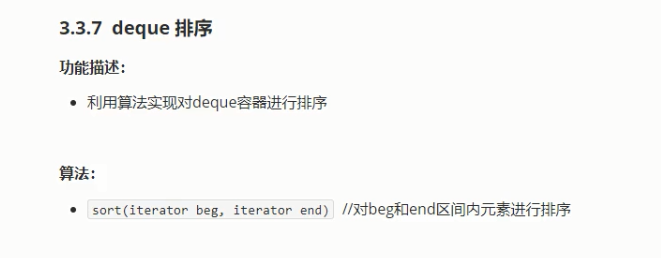 3.3.7 deque 排序
功能描述：
利用算法实现对deque容器进行排序
算法：
sort(iterator beg, iterator end) //对beg和end区间内元素进行排序